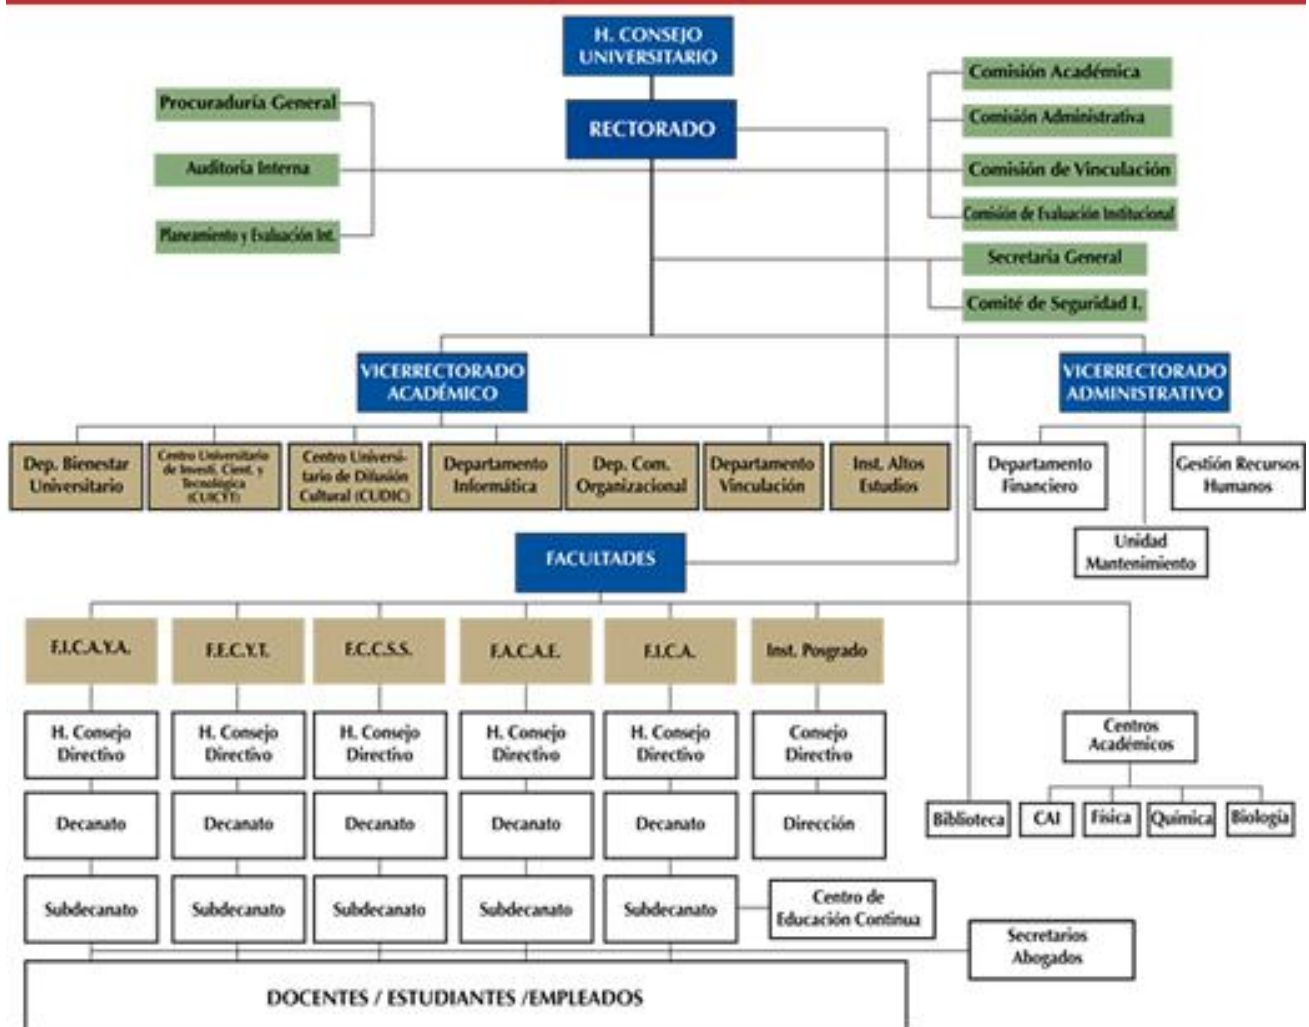 H. CONSEJO
UNIVERSITARIO
RECTORADO
Procuraduría General
Auditoría Interna
Planeamiento y Evaluación Int.
Comisión Académica
Comisión Administrativa
Comisión de Vinculación
Comisión de Evaluación Institucional
Secretaria General
Comité de Seguridad I.
VICERRECTORADO
ACADÉMICO
VICERRECTORADO
ADMINISTRATIVO
Dep. Bienestar
Universitario
Centro Universitario
de Investi. Cient. y
Tecnológica
(CUICYT)
Centro Universi-
tario de Difusión
Cultural (CUDIC)
Departamento
Informática
Dep. Com.
Organizacional
Departamento
Vinculación
Inst. Altos
Estudios
Departamento
Financiero
Gestión Recursos
Humanos
Unidad
Mantenimiento
FACULTADES
F.I.C.A.Y.A.
F.E.C.Y.T.
F.C.C.S.S.
F.A.C.A.E.
F.I.C.A.
Inst. Posgrado
H. Consejo
Directivo
H. Consejo
Directivo
H. Consejo
Directivo
H. Consejo
Directivo
H. Consejo
Directivo
Consejo
Directivo
Centros
Académicos
Decanato
Decanato
Decanato
Decanato
Decanato
Dirección
Biblioteca
CAI
Física
Química
Biología
Subdecanato
Subdecanato
Subdecanato
Subdecanato
Subdecanato
Centro de
Educación Continua
Secretarios
Abogados
DOCENTES / ESTUDIANTES /EMPLEADOS